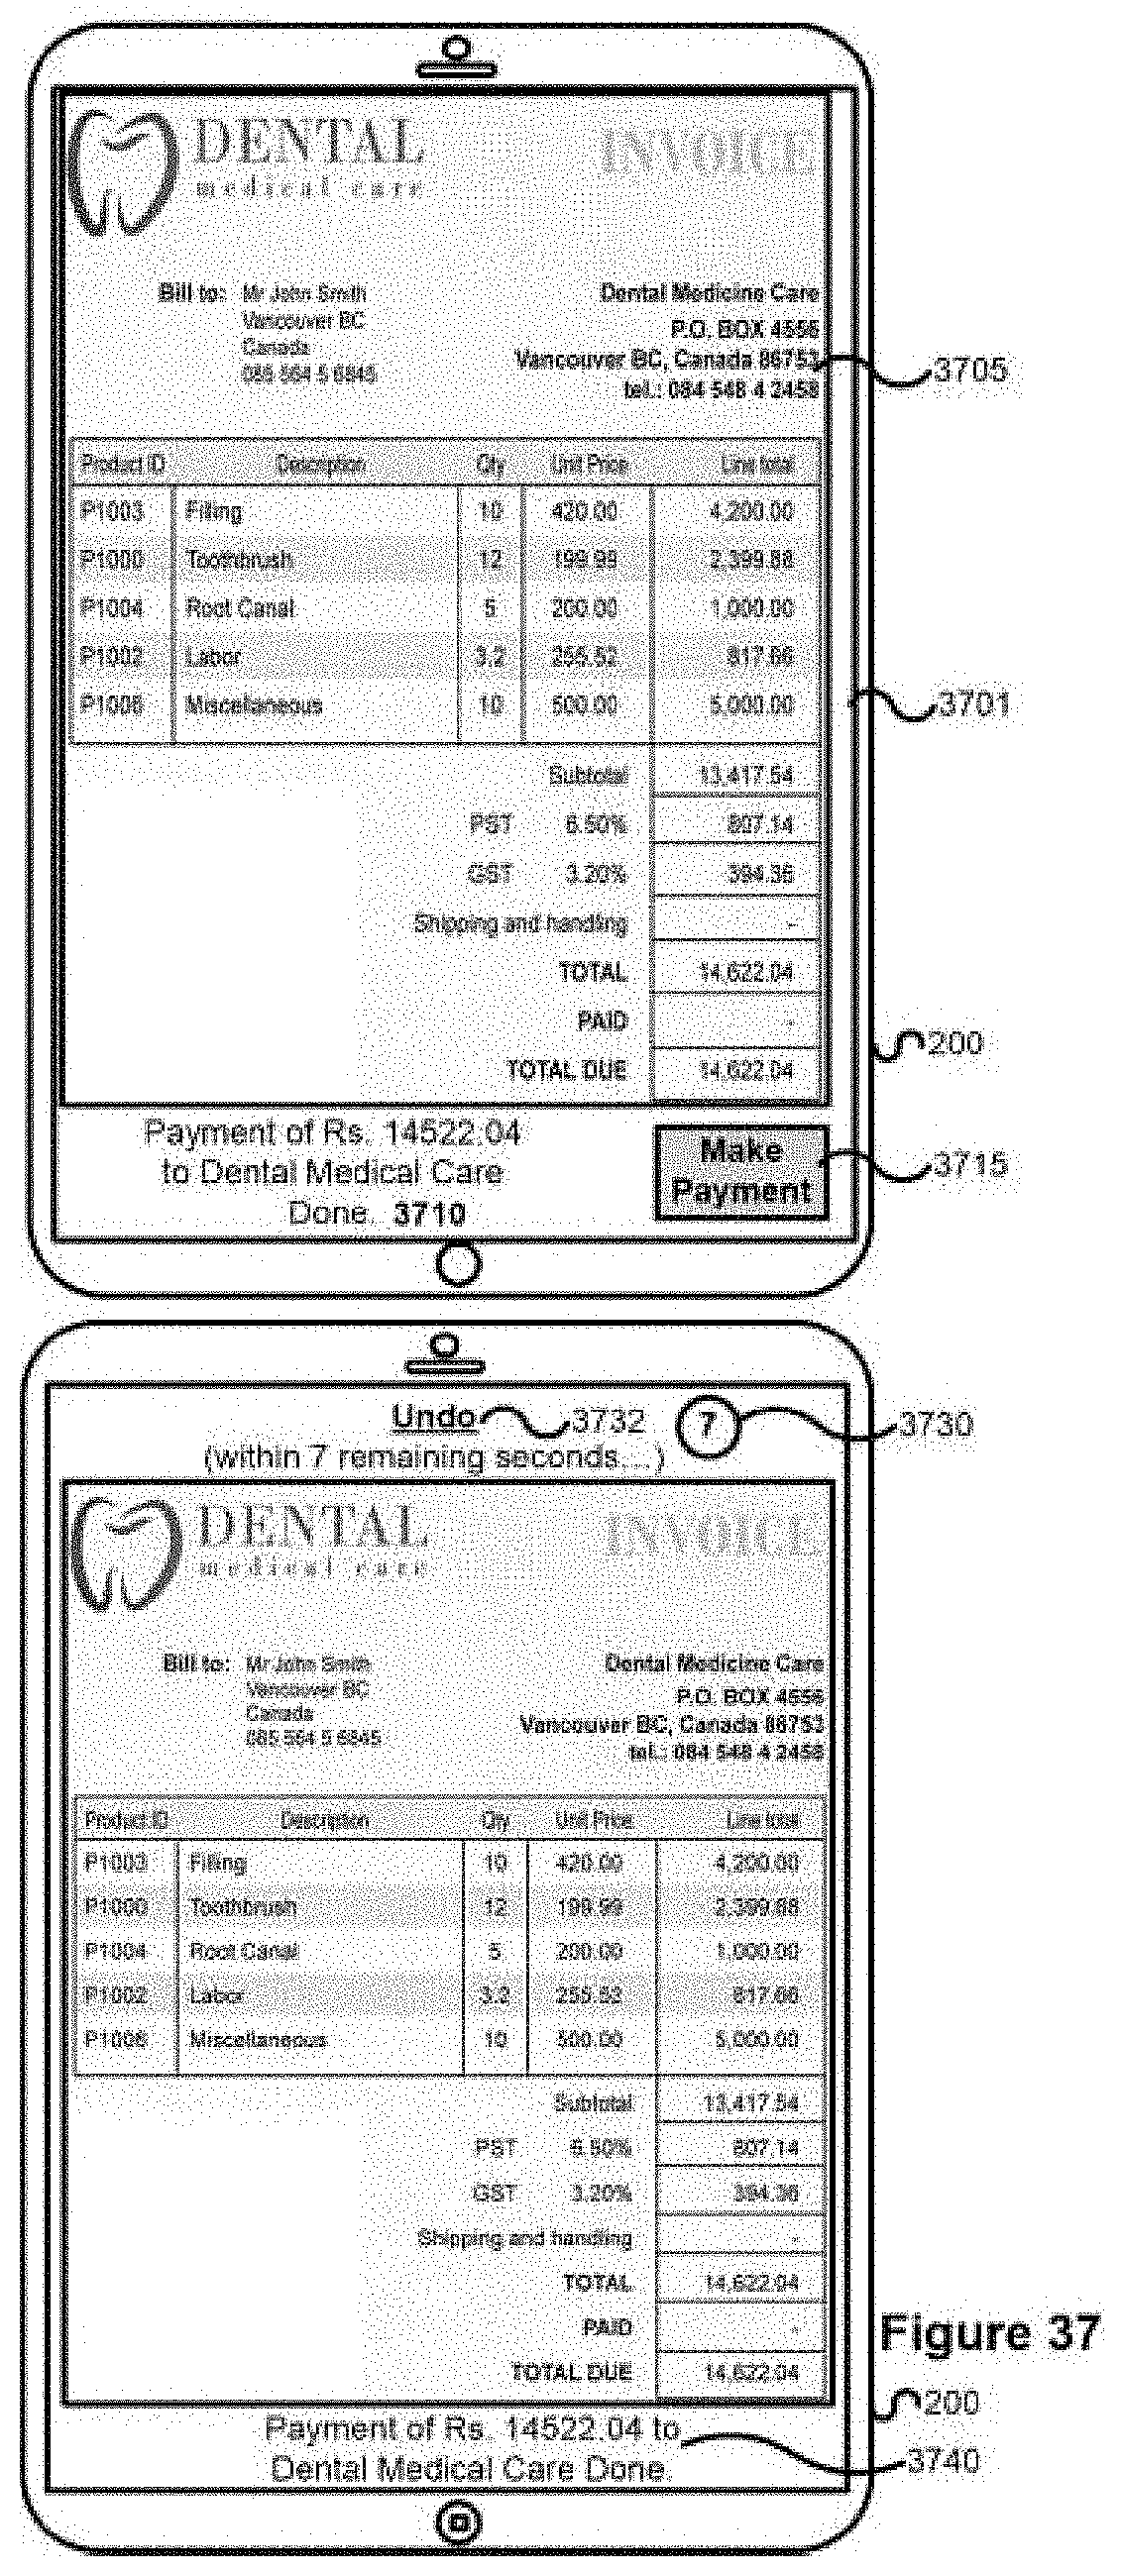 DENTAL
medical care
INVOICE
Bill to: Mr John Smith
Vancouver BC
Canada
085 564 5 6845
Dental Medicine Care
P.O. BOX 4556
Vancouver BC, Canada 86753
tel.: 084 548 4 2458
3705
Product ID Description Qty Unit Price Line total
P1003 Filling 10 420.00 4,200.00
P1000 Toothbrush 12 199.99 2,399.88
P1004 Root Canal 5 200.00 1,000.00
P1002 Labor 3.2 255.52 817.66
P1006 Miscellaneous 10 500.00 5,000.00
3701
Subtotal 13,417.54
PST 6.50% 807.14
GST 3.20% 394.36
Shipping and handling -
TOTAL 14,622.04
PAID -
TOTAL DUE 14,622.04
200
Payment of Rs. 14522.04
to Dental Medical Care
Done. 3710
Make
Payment
3715
Undo 3732 7 3730
(within 7 remaining seconds....)
DENTAL
medical care
INVOICE
Bill to: Mr John Smith
Vancouver BC
Canada
085 564 5 6845
Dental Medicine Care
P.O. BOX 4556
Vancouver BC, Canada 86753
tel.: 084 548 4 2458
Product ID Description Qty Unit Price Line total
P1003 Filling 10 420.00 4,200.00
P1000 Toothbrush 12 199.99 2,399.88
P1004 Root Canal 5 200.00 1,000.00
P1002 Labor 3.2 255.52 817.66
P1006 Miscellaneous 10 500.00 5,000.00
Subtotal 13,417.54
PST 6.50% 807.14
GST 3.20% 394.36
Shipping and handling -
TOTAL 14,622.04
PAID -
TOTAL DUE 14,622.04
Figure 37
200
Payment of Rs. 14522.04 to
Dental Medical Care Done.
3740